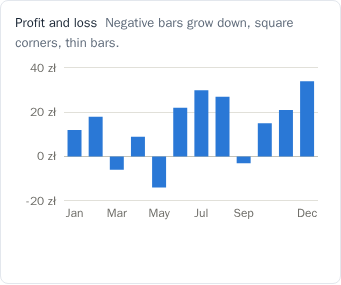 Profit and loss Negative bars grow down, square
corners, thin bars.
40 zł
20 zł
0 zł
-20 zł
Jan Mar May Jul Sep Dec